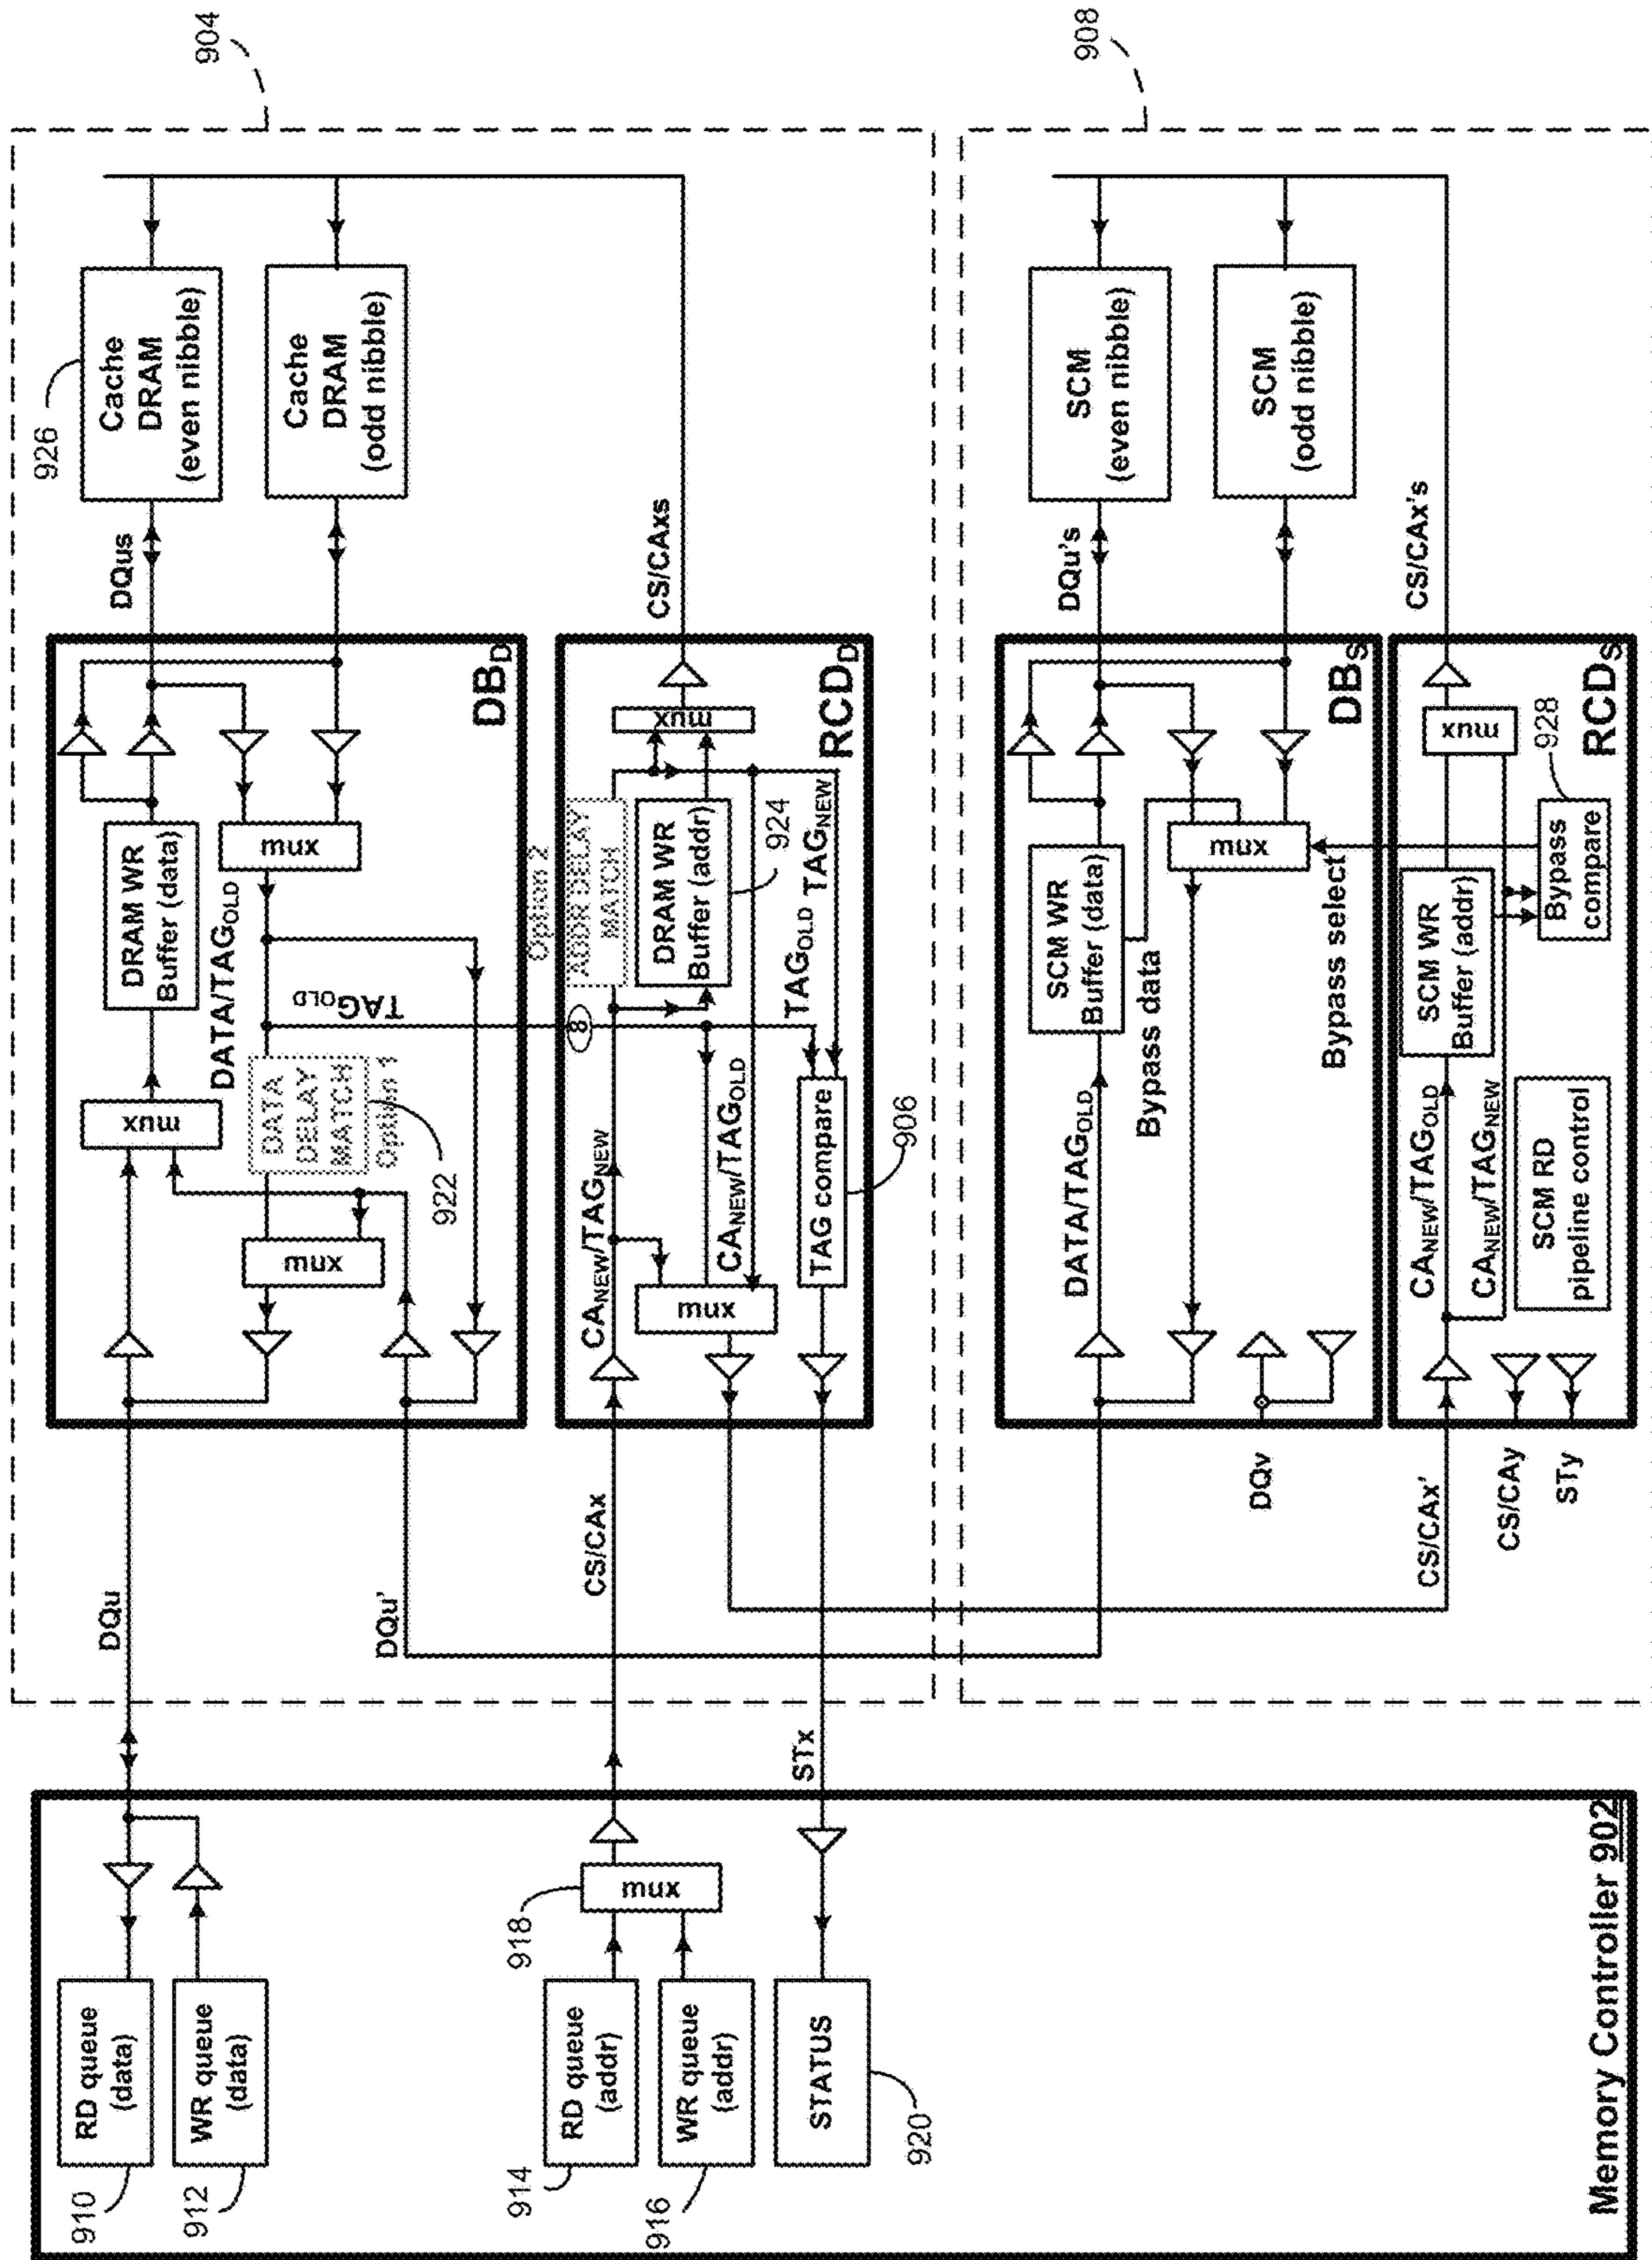 904
908
926
Cache
DRAM
(even nibble)
Cache
DRAM
(odd nibble)
DQus
CS/CAxs
DRAM WR
Buffer (data)
mux
mux
DATA/TAGOLD
TAGOLD
DATA
DELAY
MATCH
Option 1
922
mux
DBD
Option 2
ADDR DELAY
MATCH
DRAM WR
Buffer (addr)
924
mux
8
CANEW/TAGNEW
CANEW/TAGOLD
TAGOLD
TAGNEW
mux
TAG compare
906
RCDD
SCM
(even nibble)
SCM
(odd nibble)
DQu's
CS/CAx's
SCM WR
Buffer (data)
mux
DATA/TAGOLD
Bypass data
Bypass select
DBS
SCM WR
Buffer (addr)
mux
928
Bypass
compare
CANEW/TAGOLD
CANEW/TAGNEW
SCM RD
pipeline control
RCDS
DQu
DQu'
CS/CAx
STx
DQv
CS/CAx'
CS/CAy
STy
RD queue
(data)
910
WR queue
(data)
912
RD queue
(addr)
914
WR queue
(addr)
916
mux
918
STATUS
920
Memory Controller 902